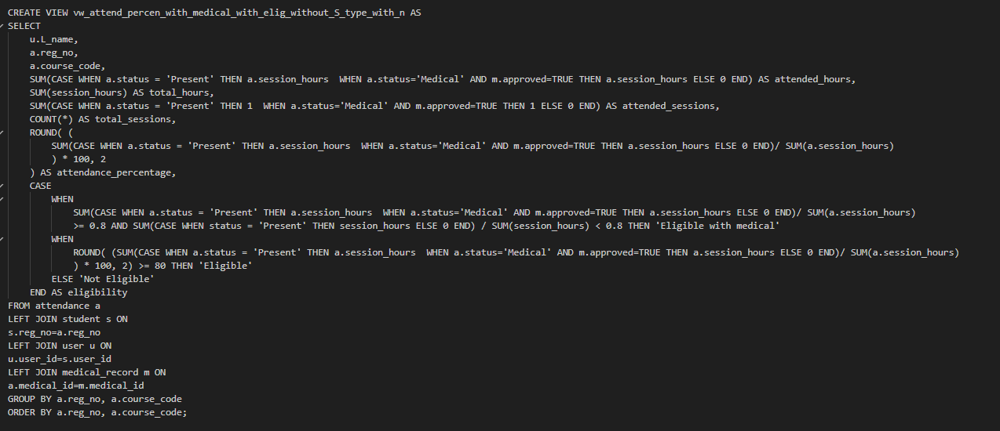 CREATE VIEW vw_attend_percen_with_medical_with_elig_without_S_type_with_n AS
SELECT
u.L_name,
a.reg_no,
a.course_code,
SUM(CASE WHEN a.status = 'Present' THEN a.session_hours  WHEN a.status='Medical' AND m.approved=TRUE THEN a.session_hours ELSE 0 END) AS attended_hours,
SUM(session_hours) AS total_hours,
SUM(CASE WHEN a.status = 'Present' THEN 1  WHEN a.status='Medical' AND m.approved=TRUE THEN 1 ELSE 0 END) AS attended_sessions,
COUNT(*) AS total_sessions,
ROUND( (
SUM(CASE WHEN a.status = 'Present' THEN a.session_hours  WHEN a.status='Medical' AND m.approved=TRUE THEN a.session_hours ELSE 0 END)/ SUM(a.session_hours)
) * 100, 2
) AS attendance_percentage,
CASE
WHEN
SUM(CASE WHEN a.status = 'Present' THEN a.session_hours  WHEN a.status='Medical' AND m.approved=TRUE THEN a.session_hours ELSE 0 END)/ SUM(a.session_hours)
>= 0.8 AND SUM(CASE WHEN status = 'Present' THEN session_hours ELSE 0 END) / SUM(session_hours) < 0.8 THEN 'Eligible with medical'
WHEN
ROUND( (SUM(CASE WHEN a.status = 'Present' THEN a.session_hours  WHEN a.status='Medical' AND m.approved=TRUE THEN a.session_hours ELSE 0 END)/ SUM(a.session_hours)
) * 100, 2) >= 80 THEN 'Eligible'
ELSE 'Not Eligible'
END AS eligibility
FROM attendance a
LEFT JOIN student s ON
s.reg_no=a.reg_no
LEFT JOIN user u ON
u.user_id=s.user_id
LEFT JOIN medical_record m ON
a.medical_id=m.medical_id
GROUP BY a.reg_no, a.course_code
ORDER BY a.reg_no, a.course_code;